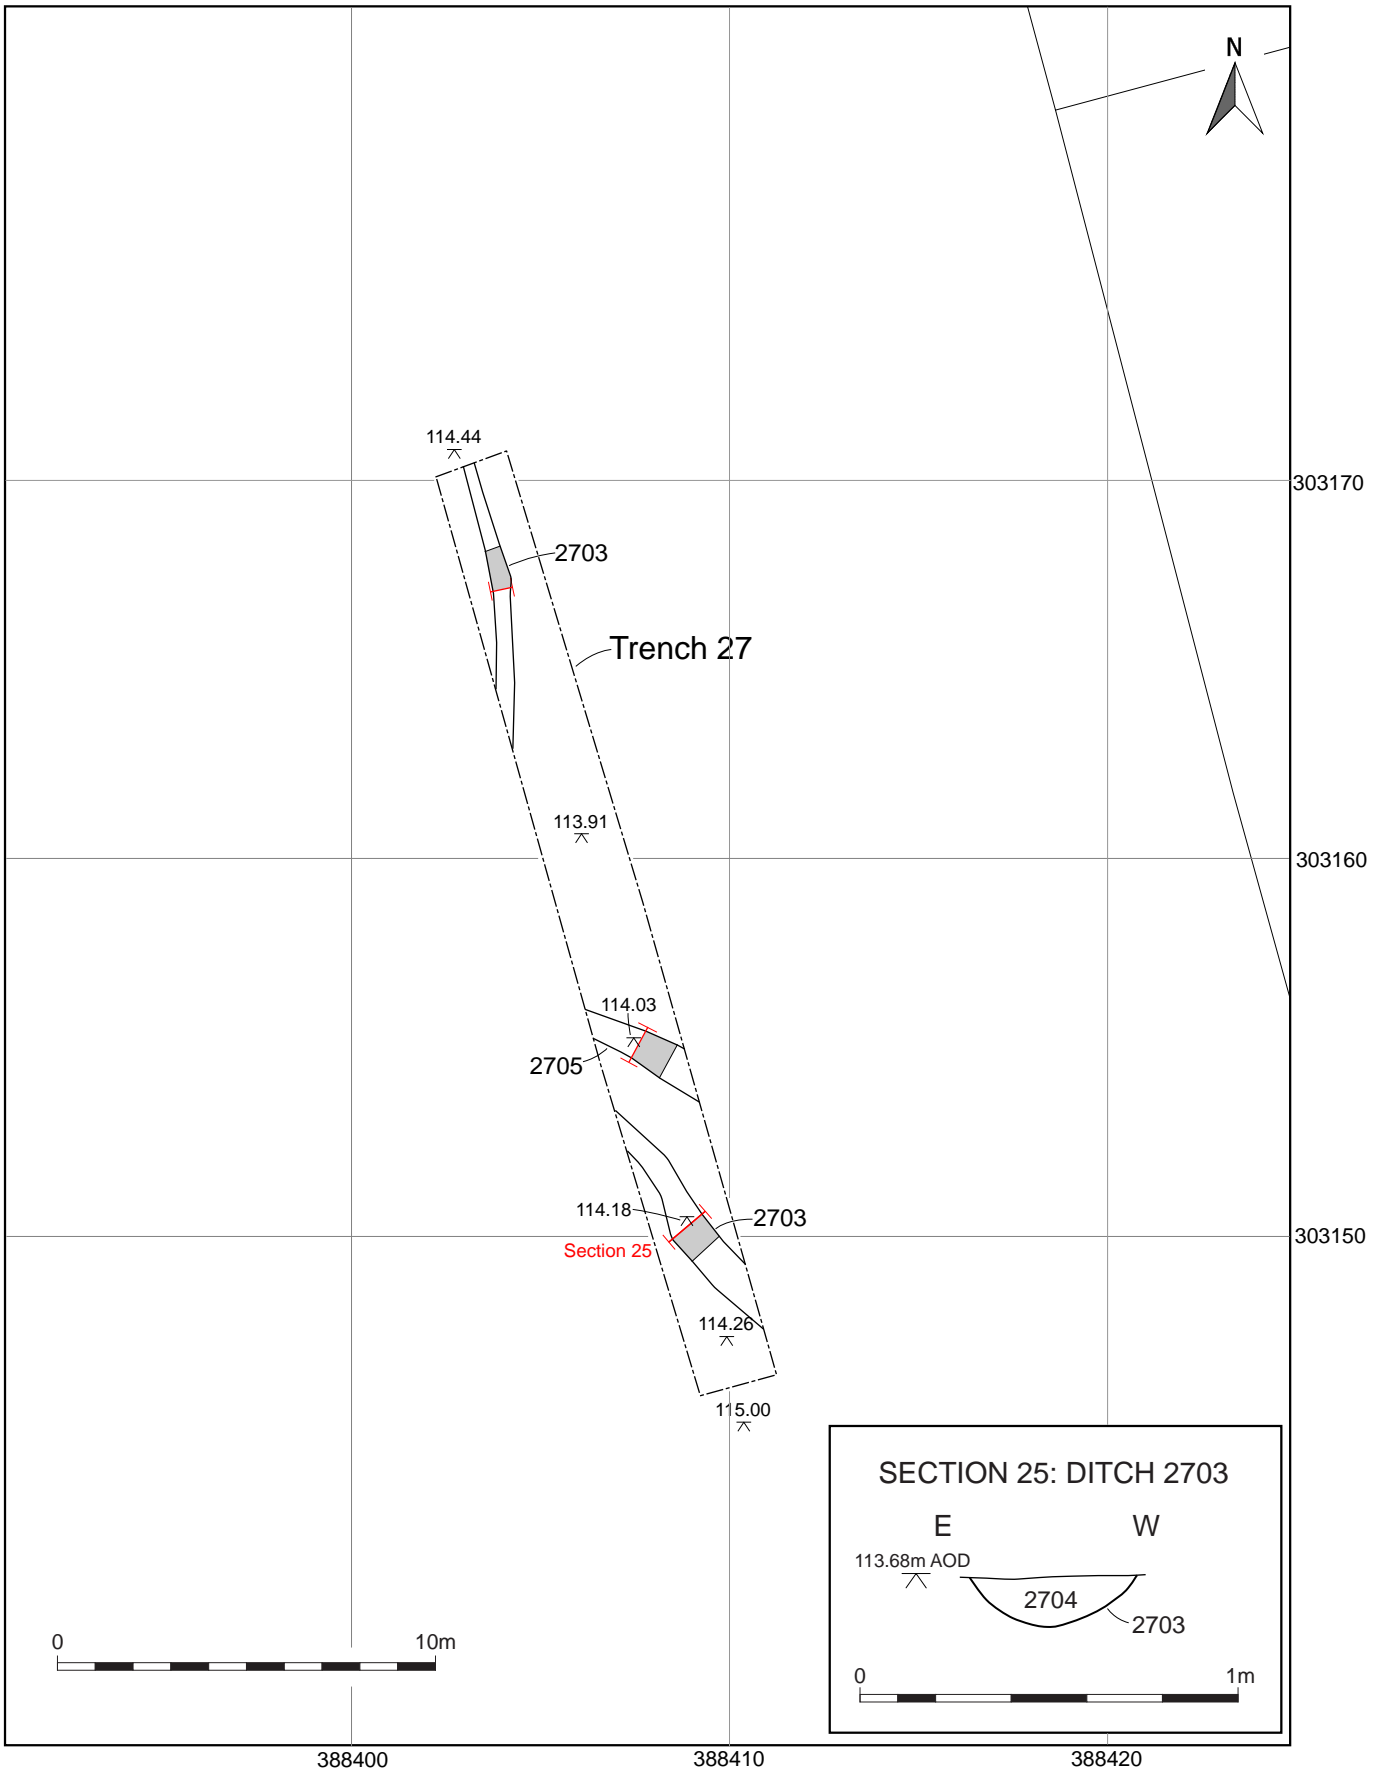 N
114.44
303170
2703
Trench 27
113.91
303160
114.03
2705
114.18
2703
Section 25
303150
114.26
115.00
SECTION 25: DITCH 2703
E W
113.68m AOD
2704
2703
0 1m
0 10m
388400 388410 388420